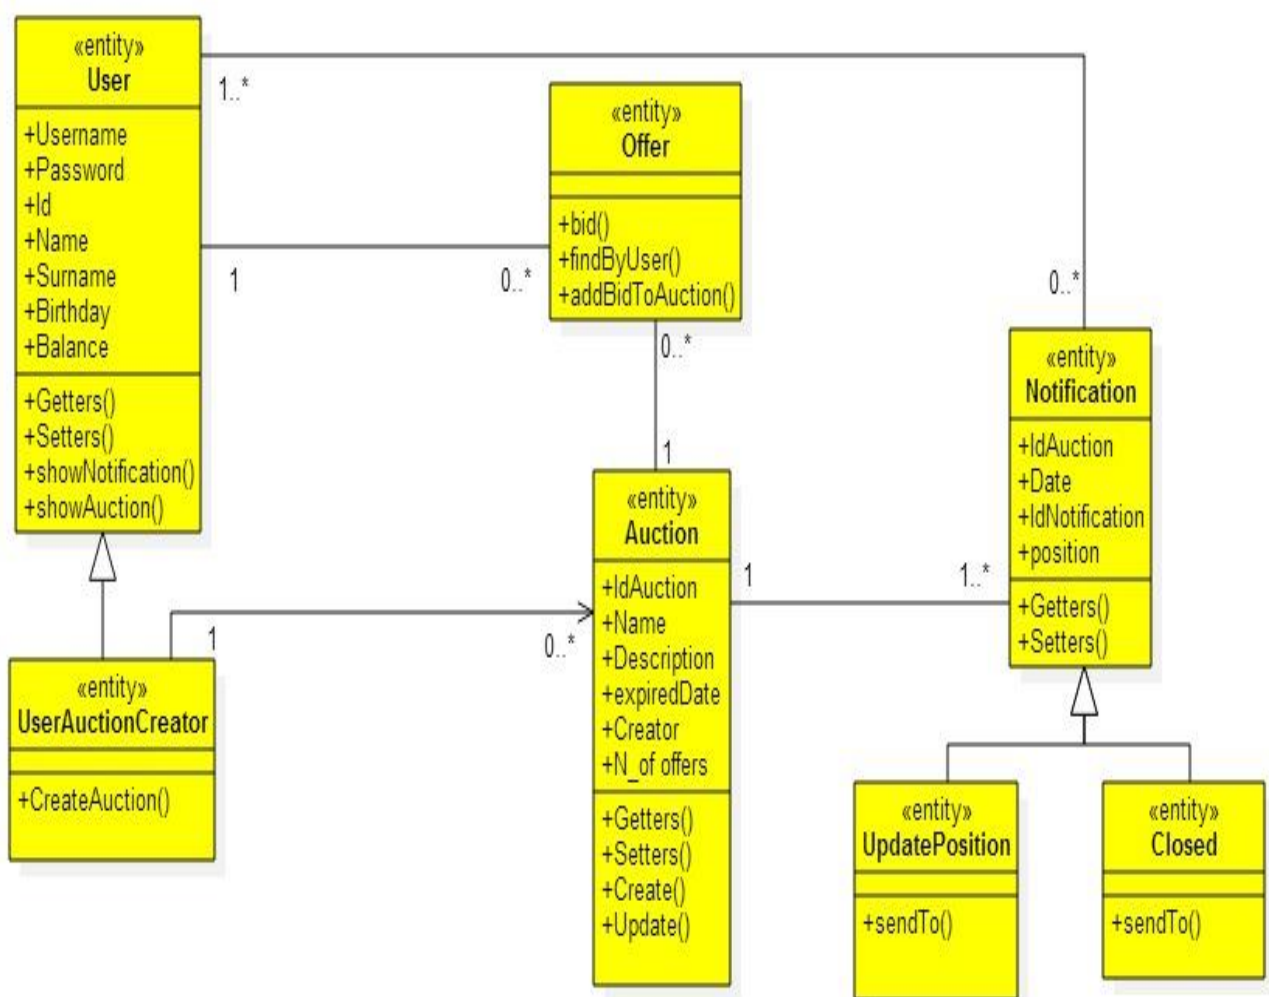 «entity»
User
+Username
+Password
+Id
+Name
+Surname
+Birthday
+Balance
+Getters()
+Setters()
+showNotification()
+showAuction()
1..*
1
0..*
«entity»
Offer
+bid()
+findByUser()
+addBidToAuction()
0..*
1
0..*
«entity»
Notification
+IdAuction
+Date
+IdNotification
+position
+Getters()
+Setters()
1
1..*
«entity»
Auction
+IdAuction
+Name
+Description
+expiredDate
+Creator
+N_of offers
+Getters()
+Setters()
+Create()
+Update()
1
0..*
«entity»
UserAuctionCreator
+CreateAuction()
«entity»
UpdatePosition
+sendTo()
«entity»
Closed
+sendTo()